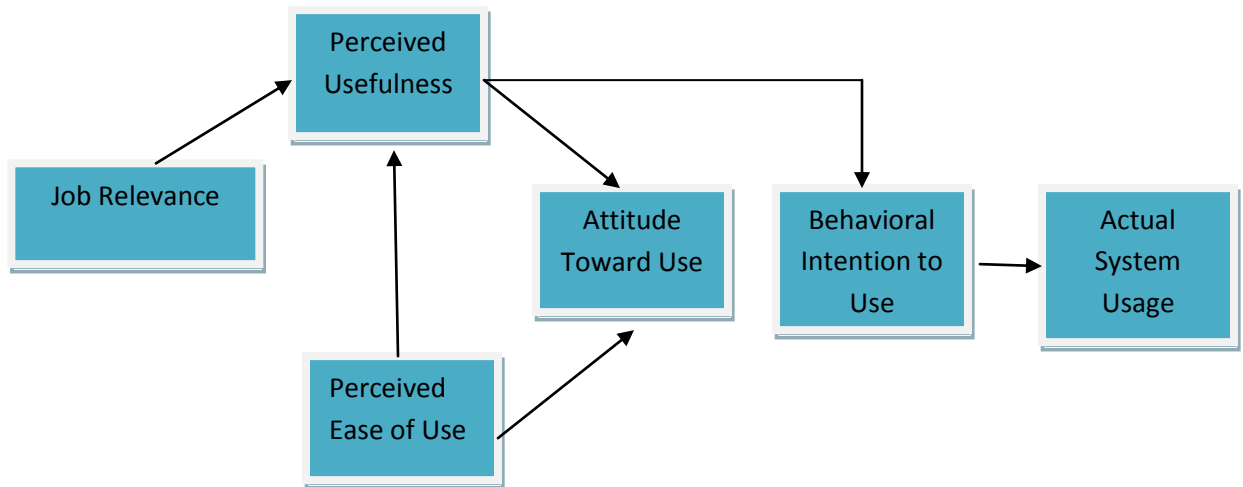 Perceived
Usefulness
Job Relevance
Attitude
Toward Use
Behavioral
Intention to
Use
Actual
System
Usage
Perceived
Ease of Use